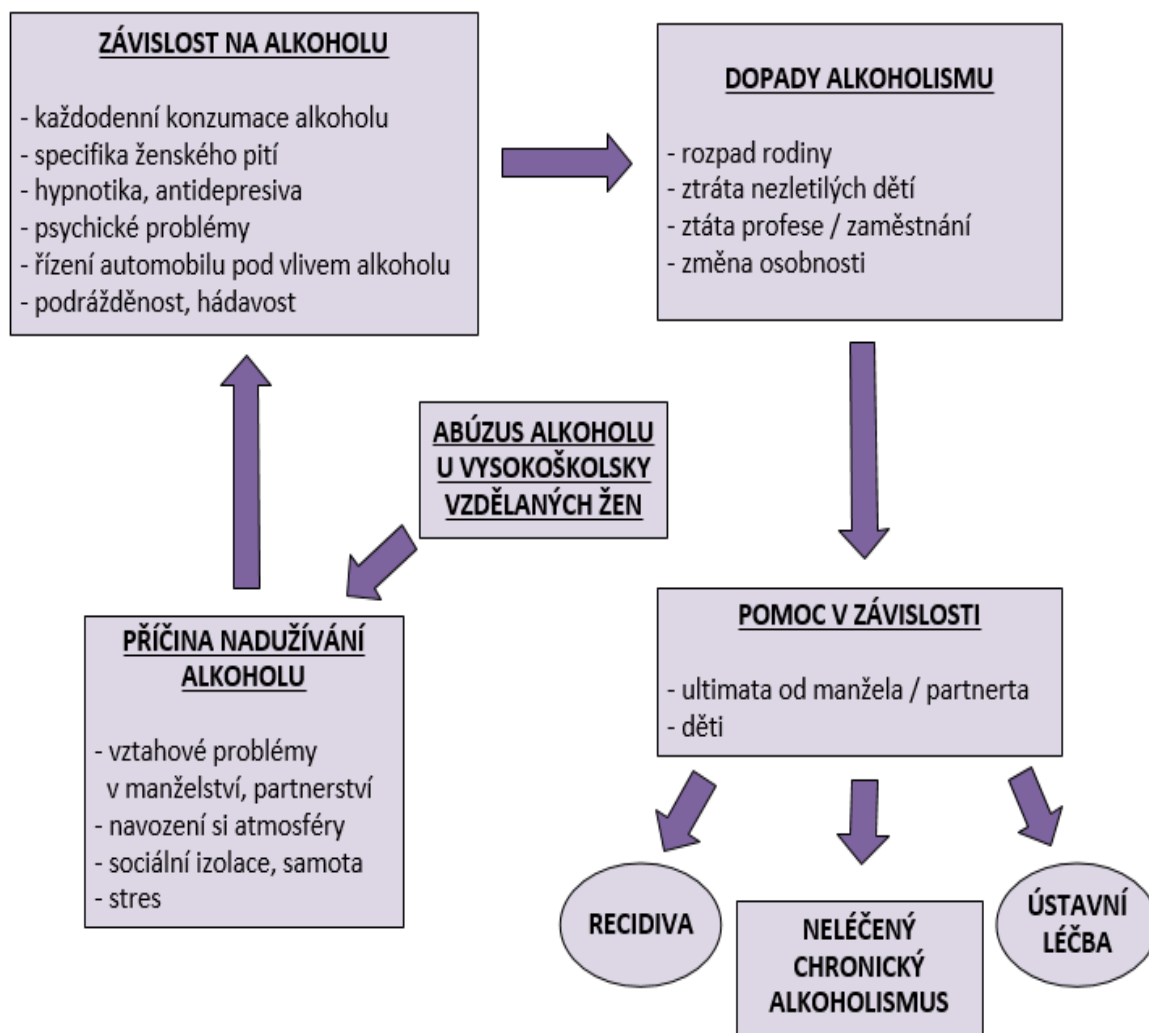 ZÁVISLOST NA ALKOHOLU
- každodenní konzumace alkoholu
- specifika ženského pití
- hypnotika, antidepresiva
- psychické problémy
- řízení automobilu pod vlivem alkoholu
- podrážděnost, hádavost
DOPADY ALKOHOLISMU
- rozpad rodiny
- ztráta nezletilých dětí
- ztáta profese / zaměstnání
- změna osobnosti
ABÚZUS ALKOHOLU
U VYSOKOŠKOLSKY
VZDĚLANÝCH ŽEN
PŘÍČINA NADUŽÍVÁNÍ
ALKOHOLU
- vztahové problémy
v manželství, partnerství
- navození si atmosféry
- sociální izolace, samota
- stres
POMOC V ZÁVISLOSTI
- ultimata od manžela / partnerta
- děti
RECIDIVA
NELÉČENÝ
CHRONICKÝ
ALKOHOLISMUS
ÚSTAVNÍ
LÉČBA